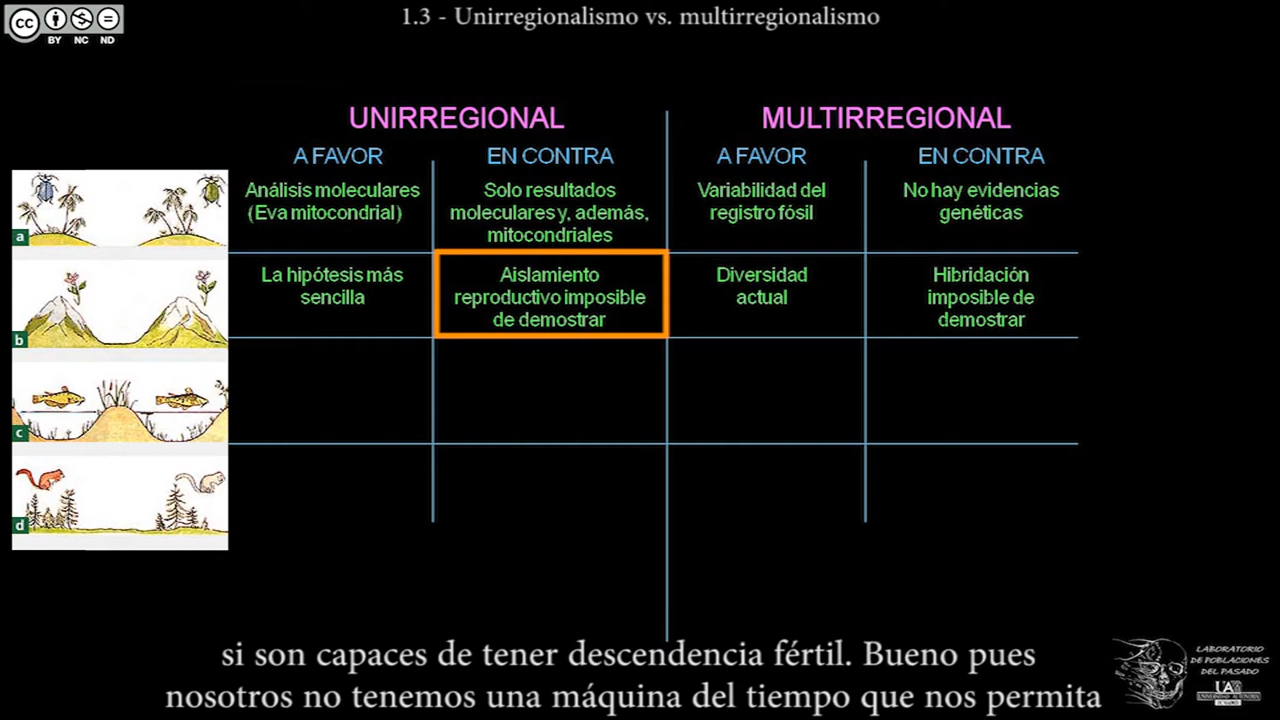 1.3 - Unirregionalismo vs. multirregionalismo
cc
BY NC ND
UNIRREGIONAL
MULTIRREGIONAL
A FAVOR
EN CONTRA
A FAVOR
EN CONTRA
Análisis moleculares
(Eva mitocondrial)
Solo resultados
moleculares y, además,
mitocondriales
Variabilidad del
registro fósil
No hay evidencias
genéticas
La hipótesis más
sencilla
Aislamiento
reproductivo imposible
de demostrar
Diversidad
actual
Hibridación
imposible de
demostrar
a
b
c
d
si son capaces de tener descendencia fértil. Bueno pues
nosotros no tenemos una máquina del tiempo que nos permita
LABORATORIO
DE POBLACIONES
DEL PASADO